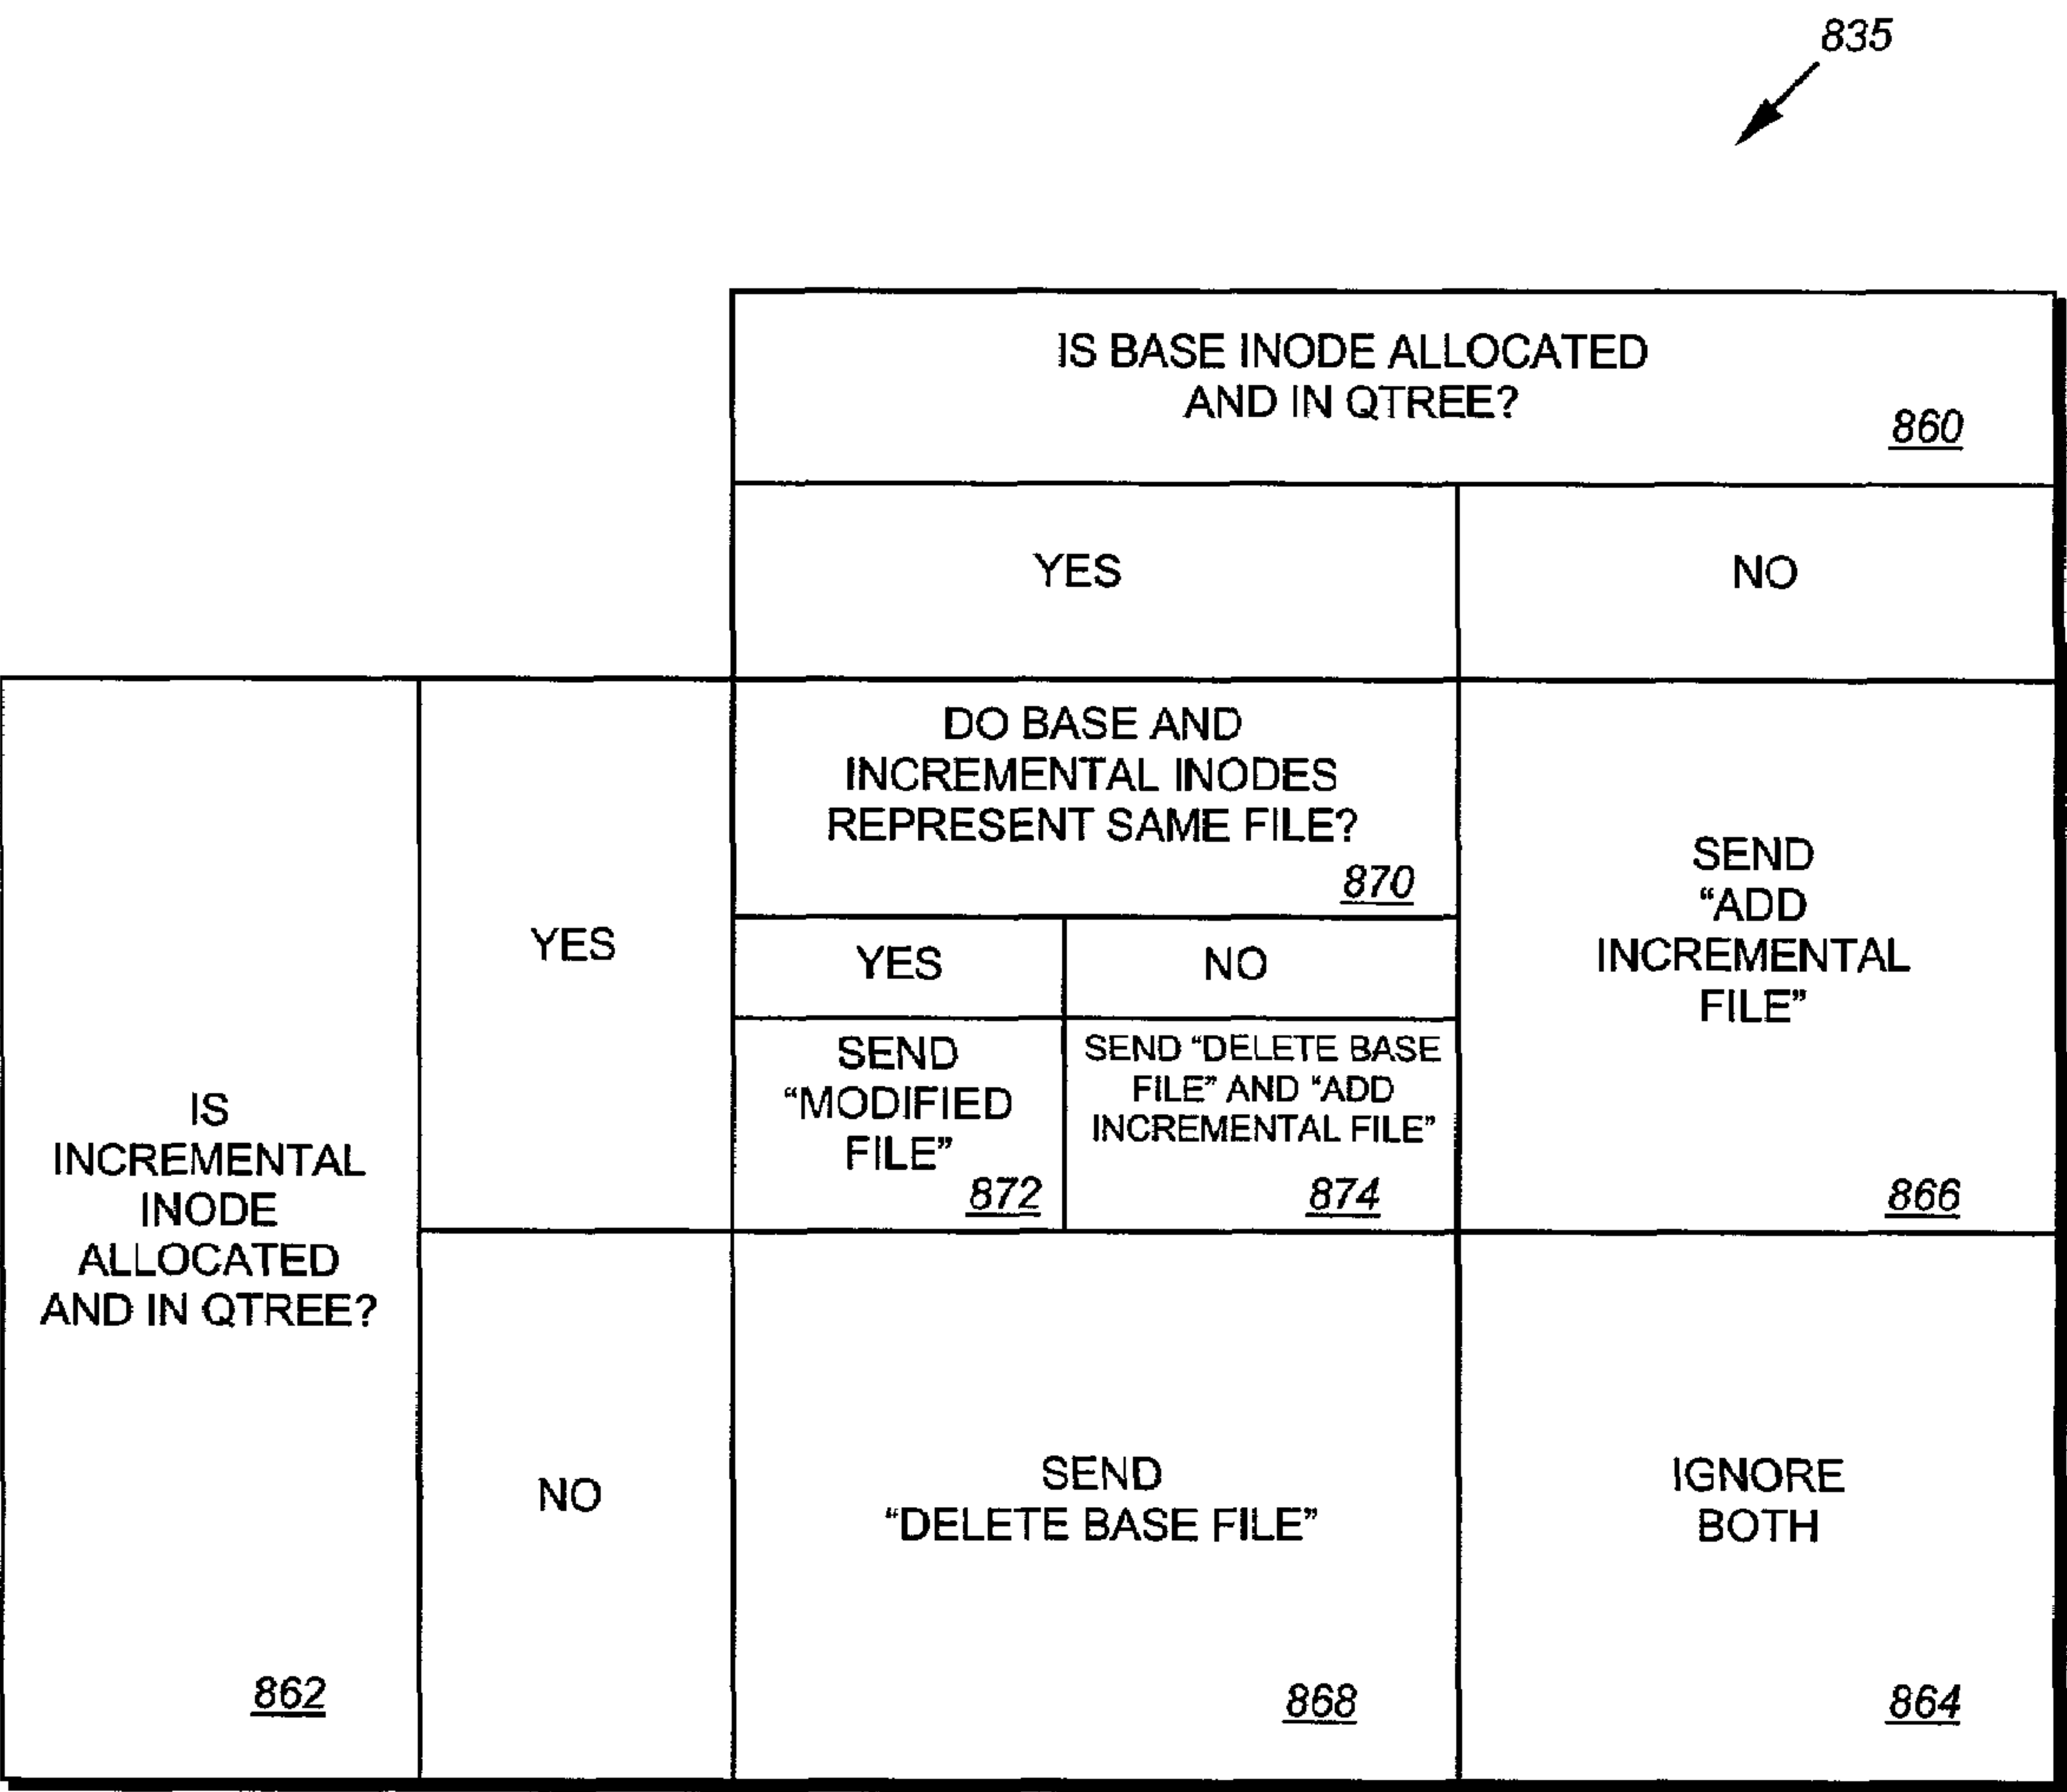 835
IS BASE INODE ALLOCATED
AND IN QTREE?
860
YES
NO
IS
INCREMENTAL
INODE
ALLOCATED
AND IN QTREE?
862
YES
DO BASE AND
INCREMENTAL INODES
REPRESENT SAME FILE?
870
YES
NO
SEND
“MODIFIED
FILE”
872
SEND “DELETE BASE
FILE” AND “ADD
INCREMENTAL FILE”
874
SEND
“ADD
INCREMENTAL
FILE”
866
NO
SEND
“DELETE BASE FILE”
868
IGNORE
BOTH
864